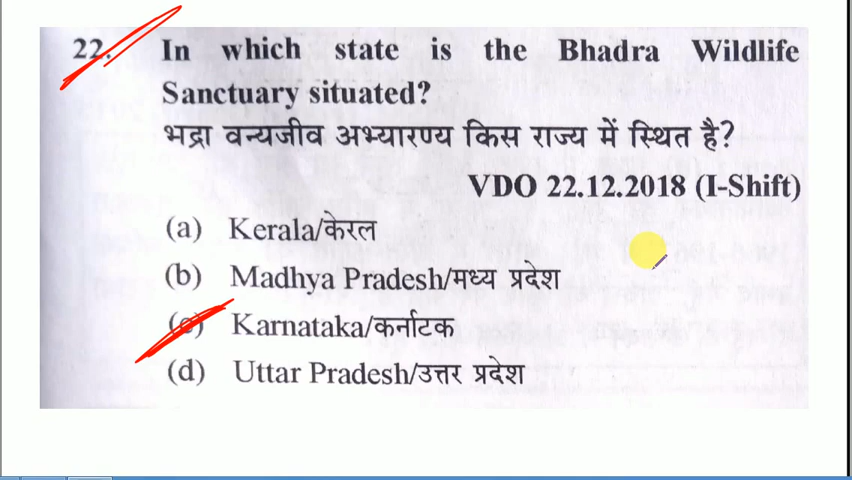 22. In which state is the Bhadra Wildlife
Sanctuary situated?
भद्रा वन्यजीव अभ्यारण्य किस राज्य में स्थित है?
VDO 22.12.2018 (I-Shift)
(a) Kerala/केरल
(b) Madhya Pradesh/मध्य प्रदेश
(c) Karnataka/कर्नाटक
(d) Uttar Pradesh/उत्तर प्रदेश